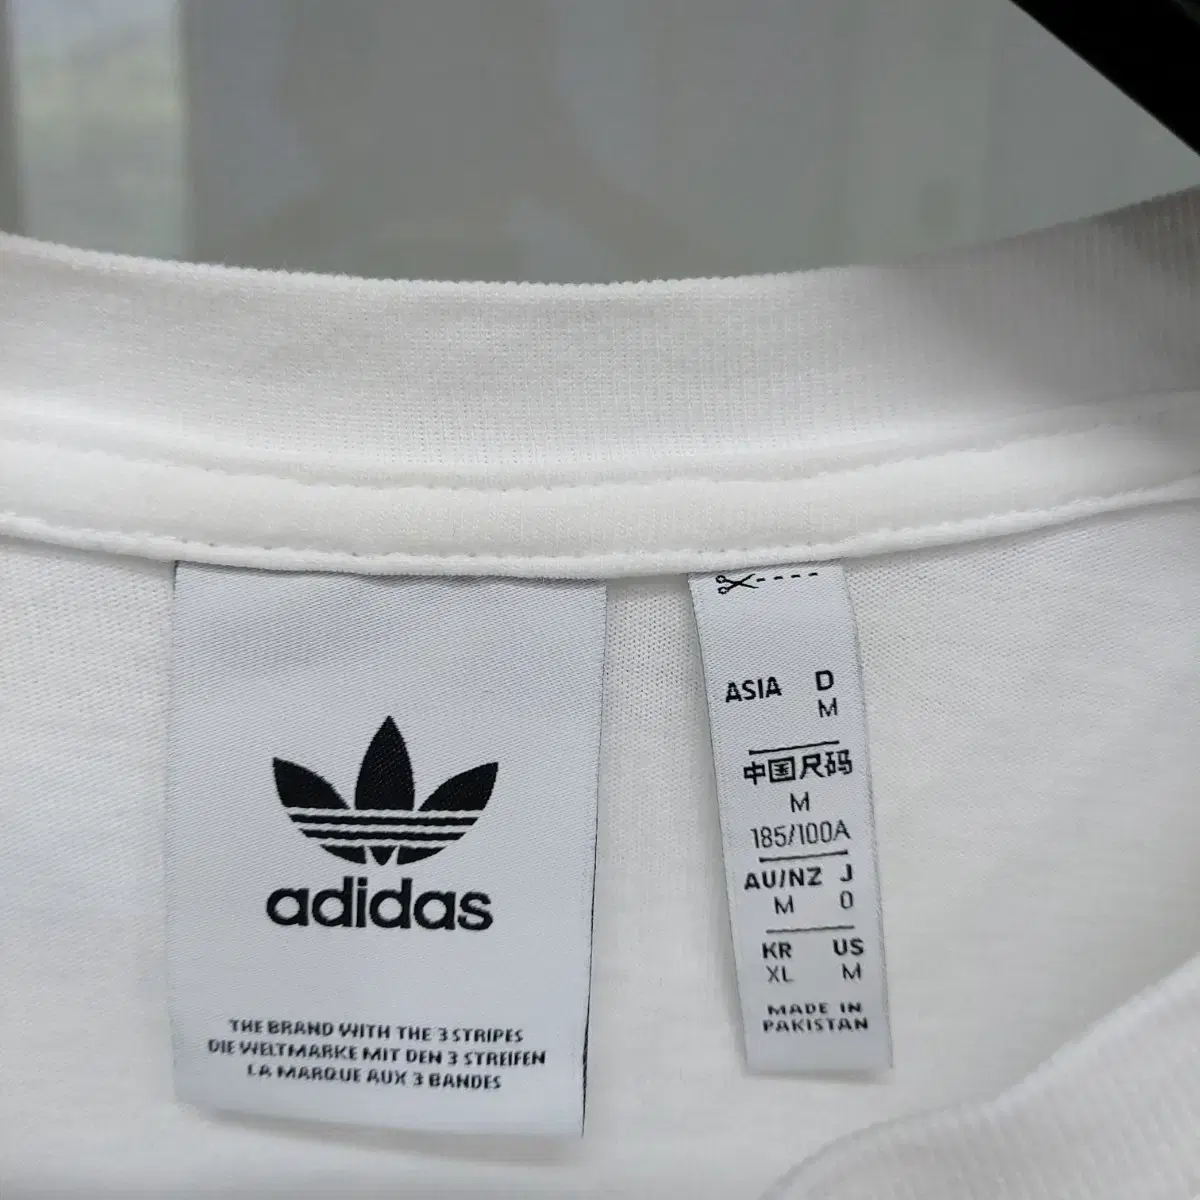 adidas
THE BRAND WITH THE 3 STRIPES
DIE WELTMARKE MIT DEN 3 STREIFEN
LA MARQUE AUX 3 BANDES
ASIA D
M
中国尺码
M
185/100A
AU/NZ J
M O
KR US
XL M
MADE IN
PAKISTAN